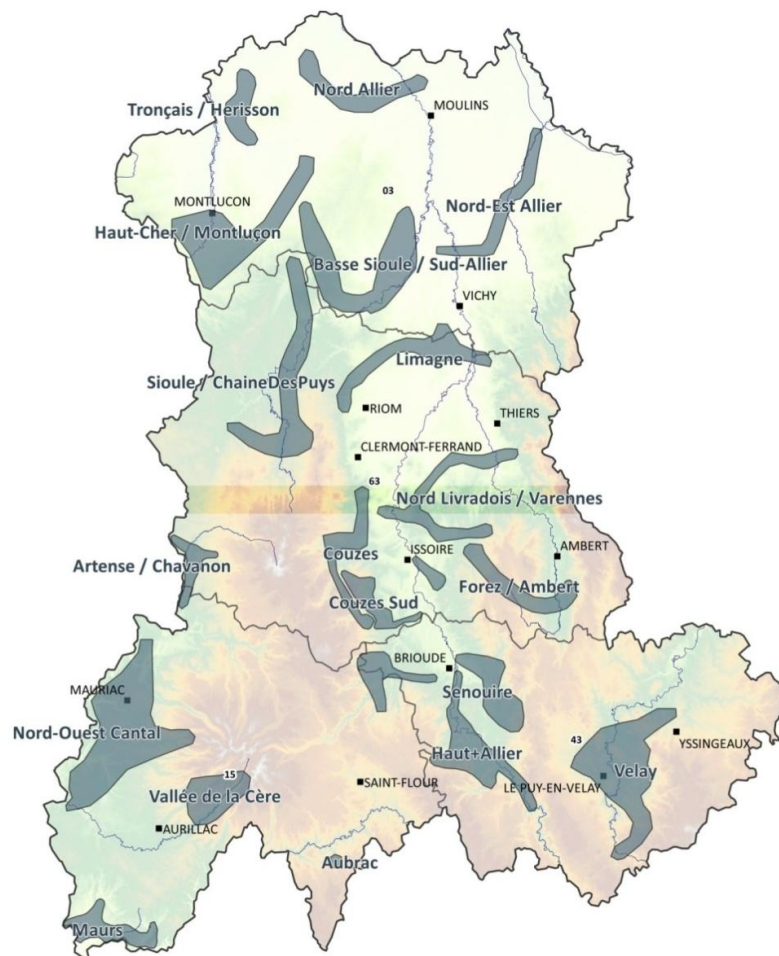 Nord Allier
Tronçais / Hérisson
MOULINS
03
MONTLUCON
Nord-Est Allier
Haut-Cher / Montluçon
Basse Sioule / Sud-Allier
VICHY
Limagne
Sioule / ChaineDesPuys
RIOM
THIERS
CLERMONT-FERRAND
63
Nord Livradois / Varennes
Couzes
ISSOIRE
AMBERT
Artense / Chavanon
Forez / Ambert
Couzes Sud
BRIOUDE
Senouire
MAURIAC
Nord-Ouest Cantal
43
YSSINGEAUX
Haut+Allier
Velay
15
SAINT-FLOUR
LE PUY-EN-VELAY
Vallée de la Cère
AURILLAC
Aubrac
Maurs